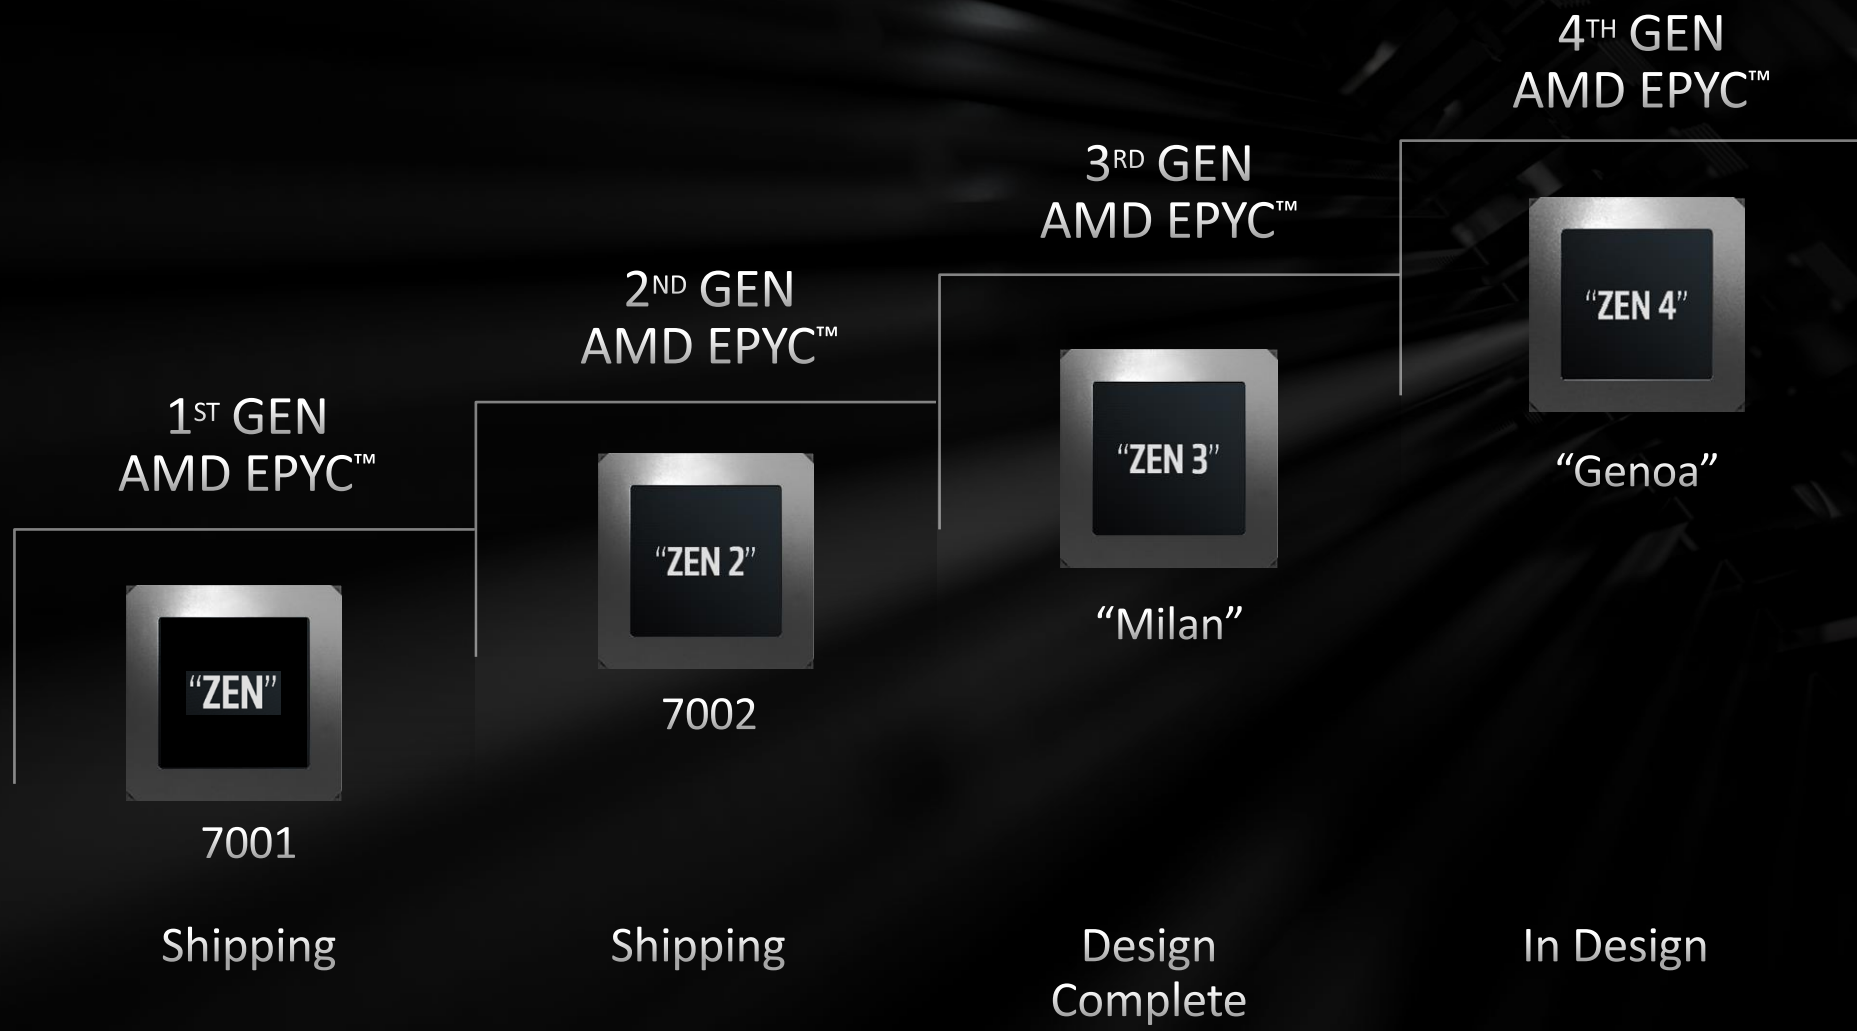 1ST GEN
AMD EPYC™
“ZEN”
7001
Shipping
2ND GEN
AMD EPYC™
“ZEN 2”
7002
Shipping
3RD GEN
AMD EPYC™
“ZEN 3”
“Milan”
Design
Complete
4TH GEN
AMD EPYC™
“ZEN 4”
“Genoa”
In Design